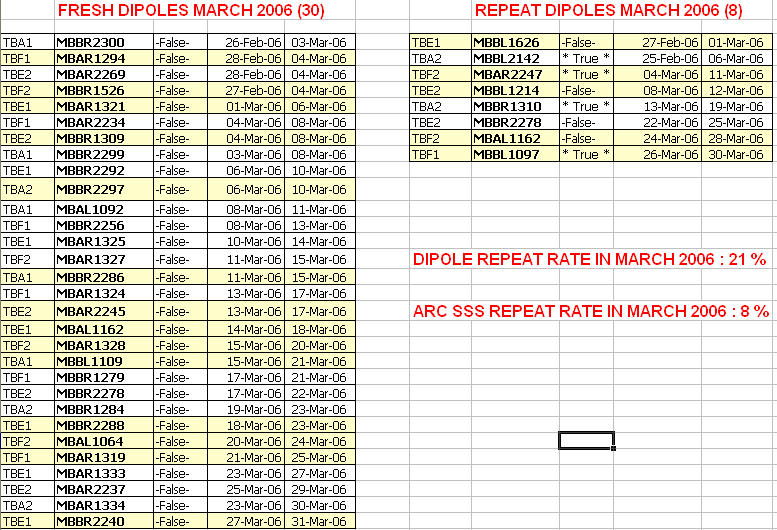 FRESH DIPOLES MARCH 2006 (30)
TBA1 MBBR2300 -False- 26-Feb-06 03-Mar-06
TBF1 MBAR1294 -False- 28-Feb-06 04-Mar-06
TBE2 MBAR2269 -False- 28-Feb-06 04-Mar-06
TBF2 MBBR1526 -False- 27-Feb-06 04-Mar-06
TBE1 MBAR1321 -False- 01-Mar-06 06-Mar-06
TBF1 MBAR2234 -False- 04-Mar-06 08-Mar-06
TBE2 MBBR1309 -False- 04-Mar-06 08-Mar-06
TBA1 MBBR2299 -False- 03-Mar-06 08-Mar-06
TBE1 MBBR2292 -False- 06-Mar-06 10-Mar-06
TBA2 MBBR2297 -False- 06-Mar-06 10-Mar-06
TBA1 MBAL1092 -False- 08-Mar-06 11-Mar-06
TBF1 MBBR2256 -False- 08-Mar-06 13-Mar-06
TBE1 MBAR1325 -False- 10-Mar-06 14-Mar-06
TBF2 MBAR1327 -False- 11-Mar-06 15-Mar-06
TBA1 MBBR2286 -False- 11-Mar-06 15-Mar-06
TBF1 MBAR1324 -False- 13-Mar-06 17-Mar-06
TBE2 MBAR2245 -False- 13-Mar-06 17-Mar-06
TBE1 MBAL1162 -False- 14-Mar-06 18-Mar-06
TBF2 MBAR1328 -False- 15-Mar-06 20-Mar-06
TBA1 MBBL1109 -False- 15-Mar-06 21-Mar-06
TBF1 MBBR1279 -False- 17-Mar-06 21-Mar-06
TBE2 MBBR2278 -False- 17-Mar-06 22-Mar-06
TBA2 MBBR1284 -False- 19-Mar-06 23-Mar-06
TBE1 MBBR2288 -False- 18-Mar-06 23-Mar-06
TBF2 MBAL1064 -False- 20-Mar-06 24-Mar-06
TBF1 MBAR1319 -False- 21-Mar-06 25-Mar-06
TBE1 MBAR1333 -False- 23-Mar-06 27-Mar-06
TBE2 MBAR2237 -False- 25-Mar-06 29-Mar-06
TBA2 MBAR1334 -False- 23-Mar-06 30-Mar-06
TBE1 MBBR2240 -False- 27-Mar-06 31-Mar-06
REPEAT DIPOLES MARCH 2006 (8)
TBE1 MBBL1626 -False- 27-Feb-06 01-Mar-06
TBA2 MBBL2142 * True * 25-Feb-06 06-Mar-06
TBF2 MBAR2247 * True * 04-Mar-06 11-Mar-06
TBE2 MBBL1214 -False- 08-Mar-06 12-Mar-06
TBA2 MBBR1310 * True * 13-Mar-06 19-Mar-06
TBE2 MBBR2278 -False- 22-Mar-06 25-Mar-06
TBF2 MBAL1162 -False- 24-Mar-06 28-Mar-06
TBF1 MBBL1097 * True * 26-Mar-06 30-Mar-06
DIPOLE REPEAT RATE IN MARCH 2006 : 21 %
ARC SSS REPEAT RATE IN MARCH 2006 : 8 %